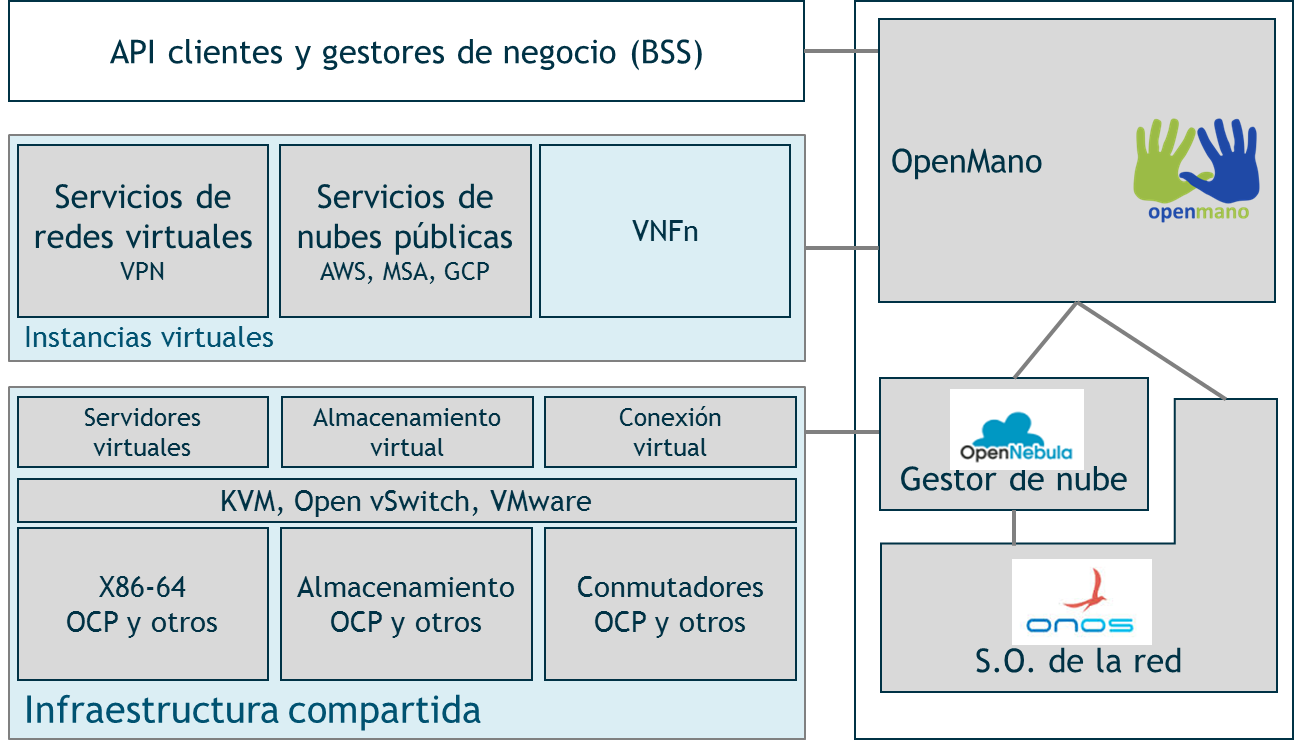 API clientes y gestores de negocio (BSS)
Servicios de
redes virtuales
VPN
Servicios de
nubes públicas
AWS, MSA, GCP
VNFn
Instancias virtuales
Servidores
virtuales
Almacenamiento
virtual
Conexión
virtual
KVM, Open vSwitch, VMware
X86-64
OCP y otros
Almacenamiento
OCP y otros
Conmutadores
OCP y otros
Infraestructura compartida
OpenMano
openmano
OpenNebula
Gestor de nube
onos
S.O. de la red